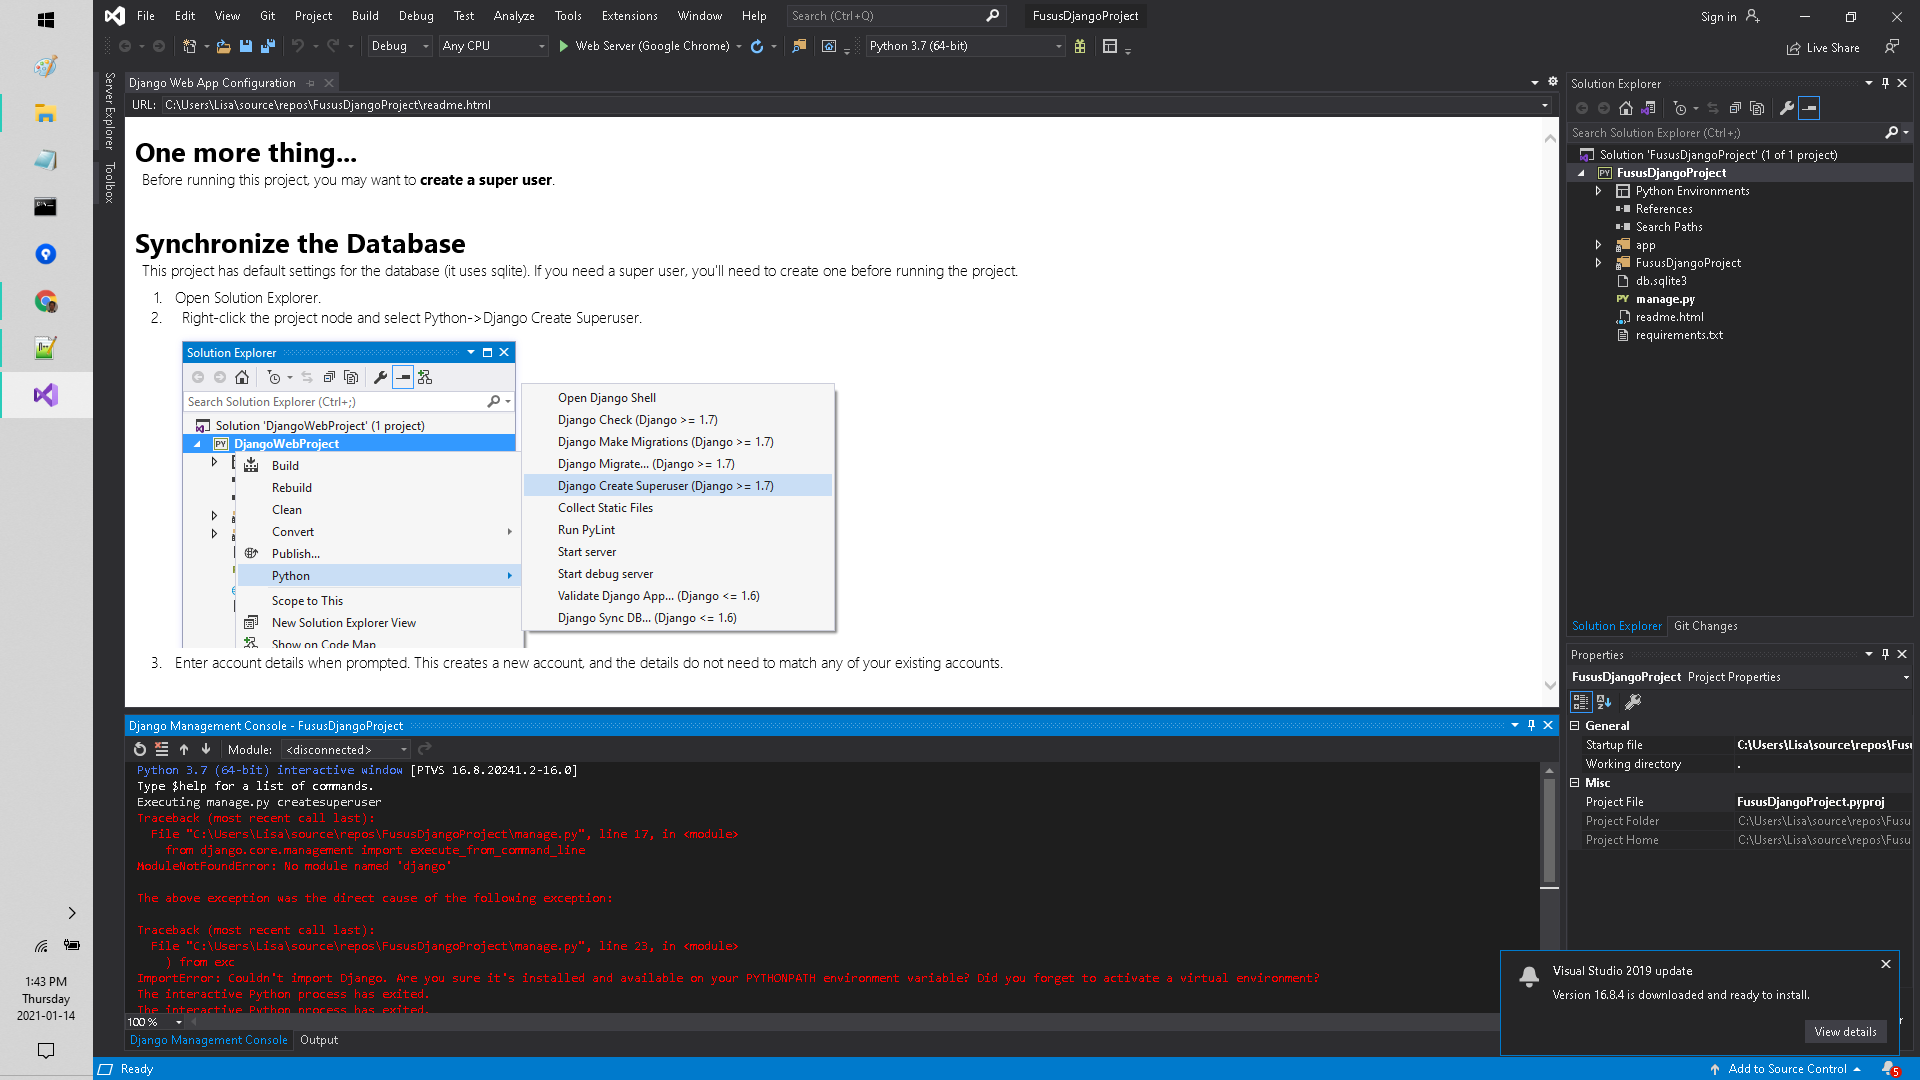 File Edit View Git Project Build Debug Test Analyze Tools Extensions Window Help Search (Ctrl+Q) FususDjangoProject Sign in
Debug Any CPU Web Server (Google Chrome) Python 3.7 (64-bit) Live Share
Server Explorer
Toolbox
Django Web App Configuration
URL: C:\Users\Lisa\source\repos\FususDjangoProject\readme.html
One more thing...
Before running this project, you may want to create a super user.
Synchronize the Database
This project has default settings for the database (it uses sqlite). If you need a super user, you'll need to create one before running the project.
1. Open Solution Explorer.
2. Right-click the project node and select Python->Django Create Superuser.
Solution Explorer
Search Solution Explorer (Ctrl+;)
Solution 'DjangoWebProject' (1 project)
PY DjangoWebProject
Build
Rebuild
Clean
Convert
Publish...
Python
Scope to This
New Solution Explorer View
Show on Code Map
Open Django Shell
Django Check (Django >= 1.7)
Django Make Migrations (Django >= 1.7)
Django Migrate... (Django >= 1.7)
Django Create Superuser (Django >= 1.7)
Collect Static Files
Run PyLint
Start server
Start debug server
Validate Django App... (Django <= 1.6)
Django Sync DB... (Django <= 1.6)
3. Enter account details when prompted. This creates a new account, and the details do not need to match any of your existing accounts.
Django Management Console - FususDjangoProject
Module: <disconnected>
Python 3.7 (64-bit) interactive window [PTVS 16.8.20241.2-16.0]
Type $help for a list of commands.
Executing manage.py createsuperuser
Traceback (most recent call last):
File "C:\Users\Lisa\source\repos\FususDjangoProject\manage.py", line 17, in <module>
from django.core.management import execute_from_command_line
ModuleNotFoundError: No module named 'django'
The above exception was the direct cause of the following exception:
Traceback (most recent call last):
File "C:\Users\Lisa\source\repos\FususDjangoProject\manage.py", line 23, in <module>
) from exc
ImportError: Couldn't import Django. Are you sure it's installed and available on your PYTHONPATH environment variable? Did you forget to activate a virtual environment?
The interactive Python process has exited.
The interactive Python process has exited.
100 %
Django Management Console Output
Solution Explorer
Search Solution Explorer (Ctrl+;)
Solution 'FususDjangoProject' (1 of 1 project)
PY FususDjangoProject
Python Environments
References
Search Paths
app
FususDjangoProject
db.sqlite3
PY manage.py
readme.html
requirements.txt
Solution Explorer Git Changes
Properties
FususDjangoProject Project Properties
General
Startup file C:\Users\Lisa\source\repos\Fusu
Working directory .
Misc
Project File FususDjangoProject.pyproj
Project Folder C:\Users\Lisa\source\repos\Fusu
Project Home C:\Users\Lisa\source\repos\Fusu
Visual Studio 2019 update
Version 16.8.4 is downloaded and ready to install.
View details
1:43 PM
Thursday
2021-01-14
Ready Add to Source Control 5